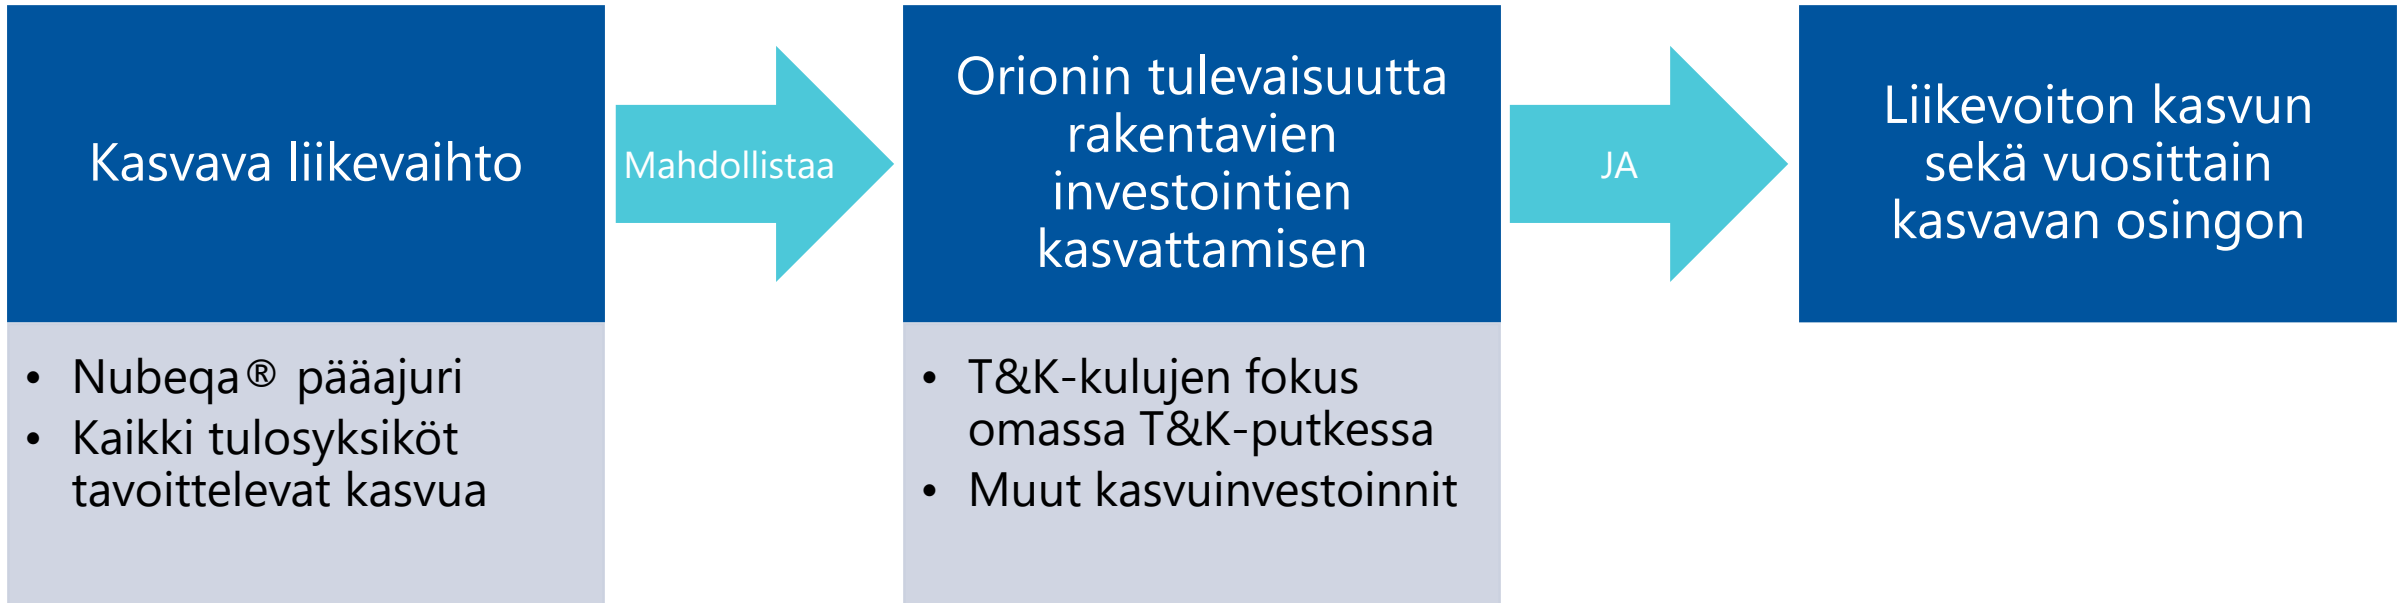 Kasvava liikevaihto
• Nubeqa® pääajuri
• Kaikki tulosyksiköt
tavoittelevat kasvua
Mahdollistaa
Orionin tulevaisuutta
rakentavien
investointien
kasvattamisen
• T&K-kulujen fokus
omassa T&K-putkessa
• Muut kasvuinvestoinnit
JA
Liikevoiton kasvun
sekä vuosittain
kasvavan osingon